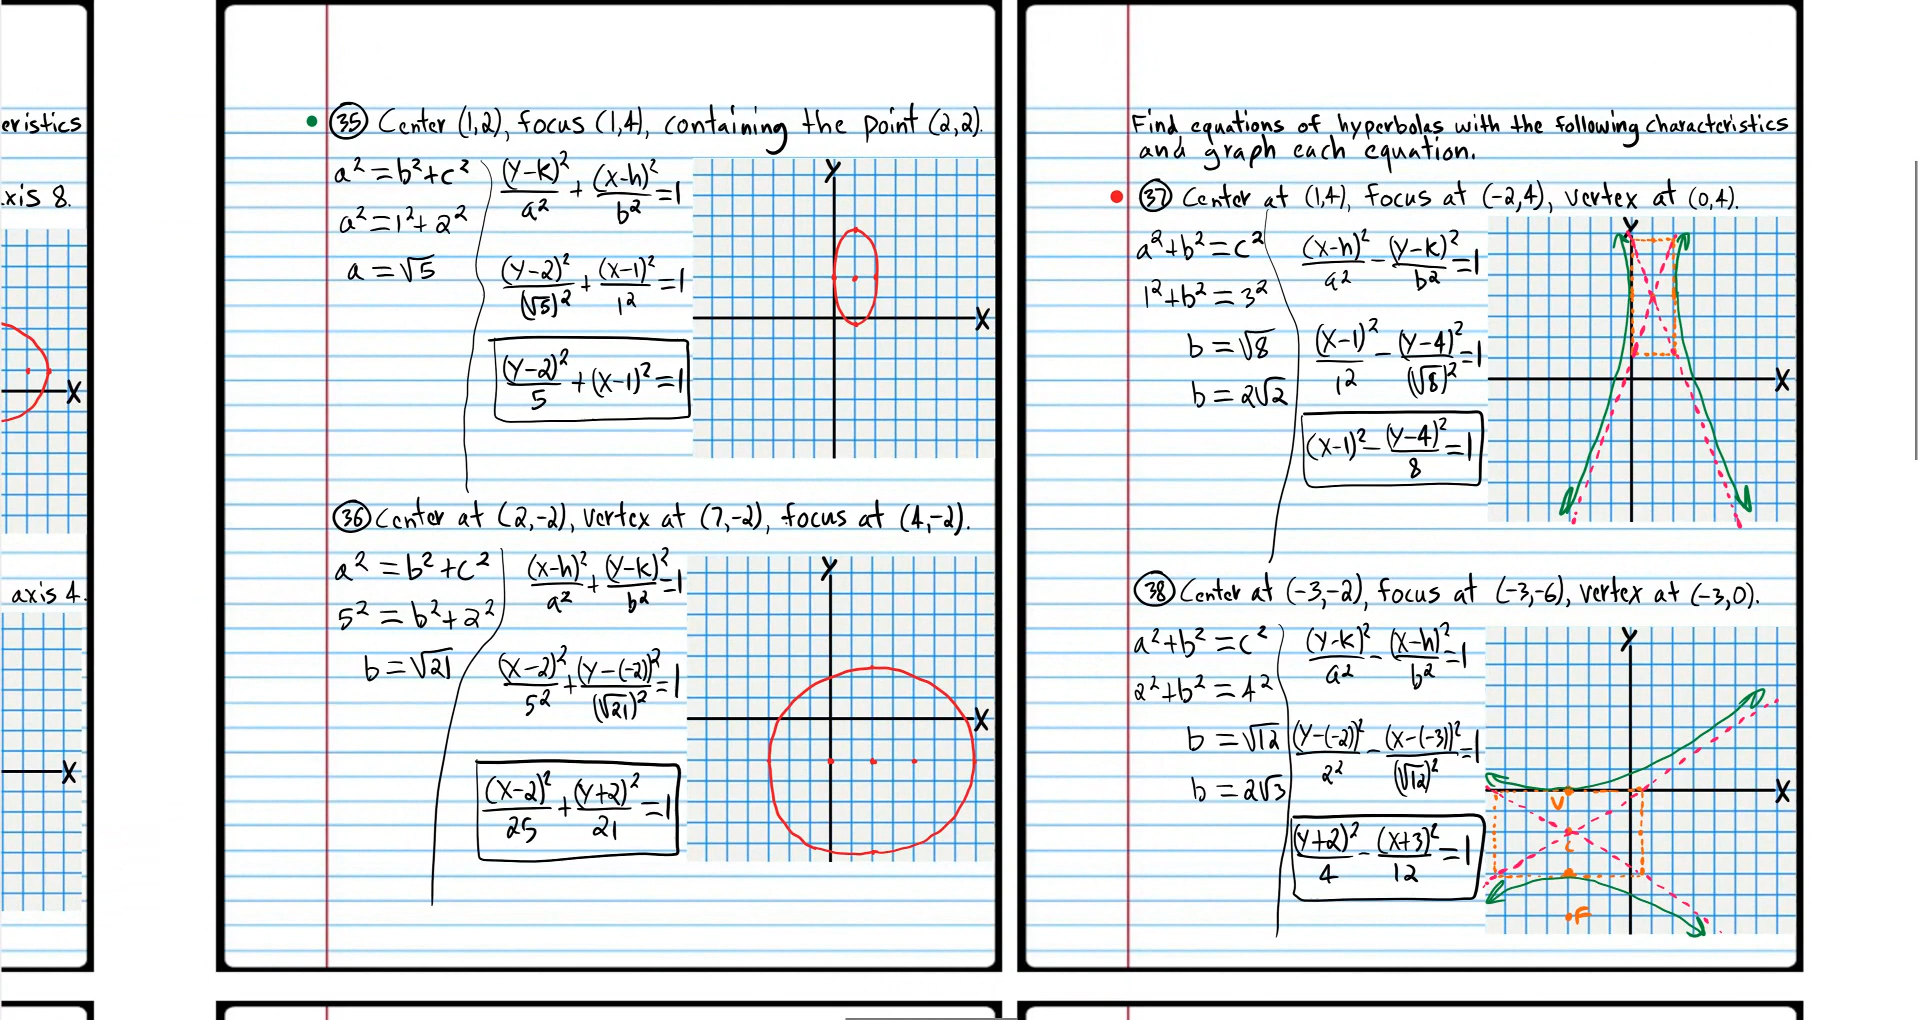 eristics
xis 8.
X
axis 4.
X
㉟ Center (1,2), focus (1,4), containing the point (2,2).
a² = b² + c²
a² = 1² + 2²
a = √5
(y-k)²/a² + (x-h)²/b² = 1
(y-2)²/(√5)² + (x-1)²/1² = 1
(y-2)²/5 + (x-1)² = 1
y
X
㊱ Center at (2,-2), vertex at (7,-2), focus at (4,-2).
a² = b² + c²
5² = b² + 2²
b = √21
(x-h)²/a² + (y-k)²/b² = 1
(x-2)²/5² + (y-(-2))²/(√21)² = 1
(x-2)²/25 + (y+2)²/21 = 1
y
X
Find equations of hyperbolas with the following characteristics
and graph each equation.
㊲ Center at (1,4), focus at (-2,4), vertex at (0,4).
a² + b² = c²
1² + b² = 3²
b = √8
b = 2√2
(x-h)²/a² - (y-k)²/b² = 1
(x-1)²/1² - (y-4)²/(√8)² = 1
(x-1)² - (y-4)²/8 = 1
y
X
㊳ Center at (-3,-2), focus at (-3,-6), vertex at (-3,0).
a² + b² = c²
2² + b² = 4²
b = √12
b = 2√3
(y-k)²/a² - (x-h)²/b² = 1
(y-(-2))²/2² - (x-(-3))²/(√12)² = 1
(y+2)²/4 - (x+3)²/12 = 1
y
X
V
C
F